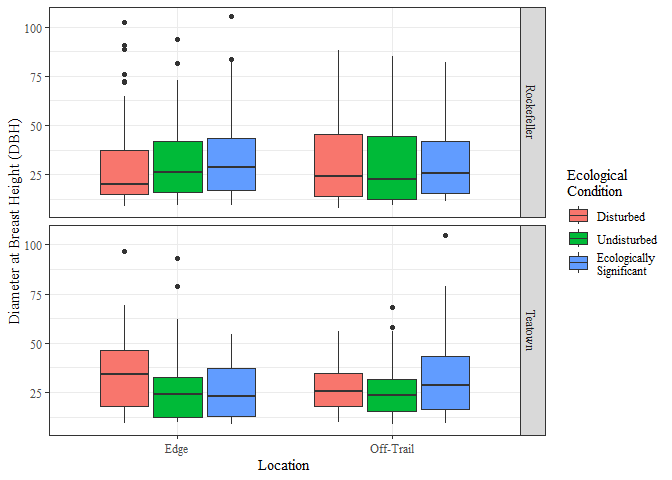 Diameter at Breast Height (DBH)
100
75
50
25
Rockefeller
100
75
50
25
Teatown
Edge
Off-Trail
Location
Ecological
Condition
Disturbed
Undisturbed
Ecologically
Significant